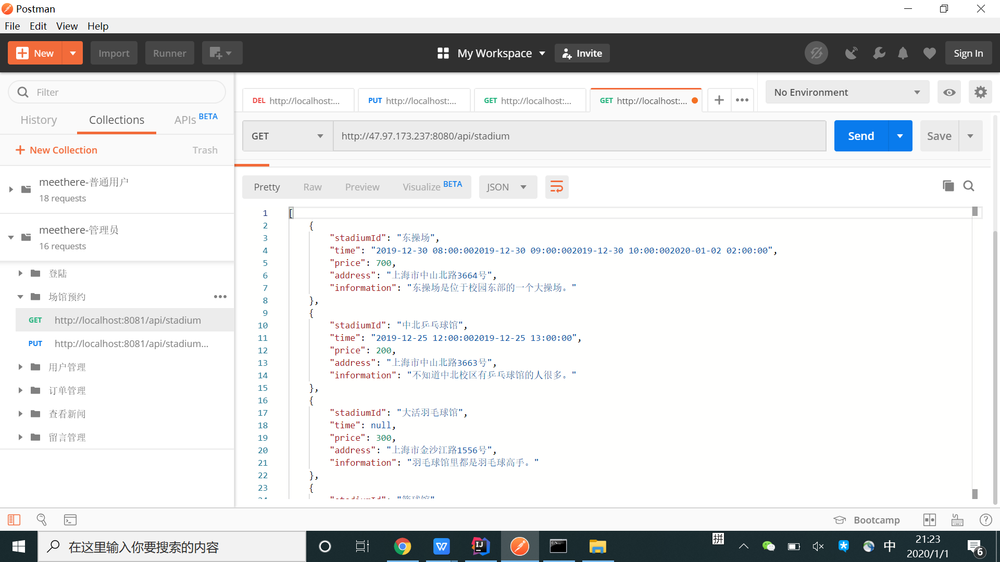 Postman
File Edit View Help
New Import Runner My Workspace Invite Sign In
Filter
History Collections APIs BETA
New Collection Trash
meethere-普通用户
18 requests
meethere-管理员
16 requests
登陆
场馆预约
GET http://localhost:8081/api/stadium
PUT http://localhost:8081/api/stadium...
用户管理
订单管理
查看新闻
留言管理
DEL http://localhost:... PUT http://localhost:... GET http://localhost:... GET http://localhost:...
No Environment
GET http://47.97.173.237:8080/api/stadium Send Save
Pretty Raw Preview Visualize BETA JSON
1 [
2 {
3 "stadiumId": "东操场",
4 "time": "2019-12-30 08:00:002019-12-30 09:00:002019-12-30 10:00:002020-01-02 02:00:00",
5 "price": 700,
6 "address": "上海市中山北路3664号",
7 "information": "东操场是位于校园东部的一个大操场。"
8 },
9 {
10 "stadiumId": "中北乒乓球馆",
11 "time": "2019-12-25 12:00:002019-12-25 13:00:00",
12 "price": 200,
13 "address": "上海市中山北路3663号",
14 "information": "不知道中北校区有乒乓球馆的人很多。"
15 },
16 {
17 "stadiumId": "大活羽毛球馆",
18 "time": null,
19 "price": 300,
20 "address": "上海市金沙江路1556号",
21 "information": "羽毛球馆里都是羽毛球高手。"
22 },
23 {
24 "stadiumId": "篮球馆"
Bootcamp
在这里输入你要搜索的内容
拼
中
21:23
2020/1/1
6